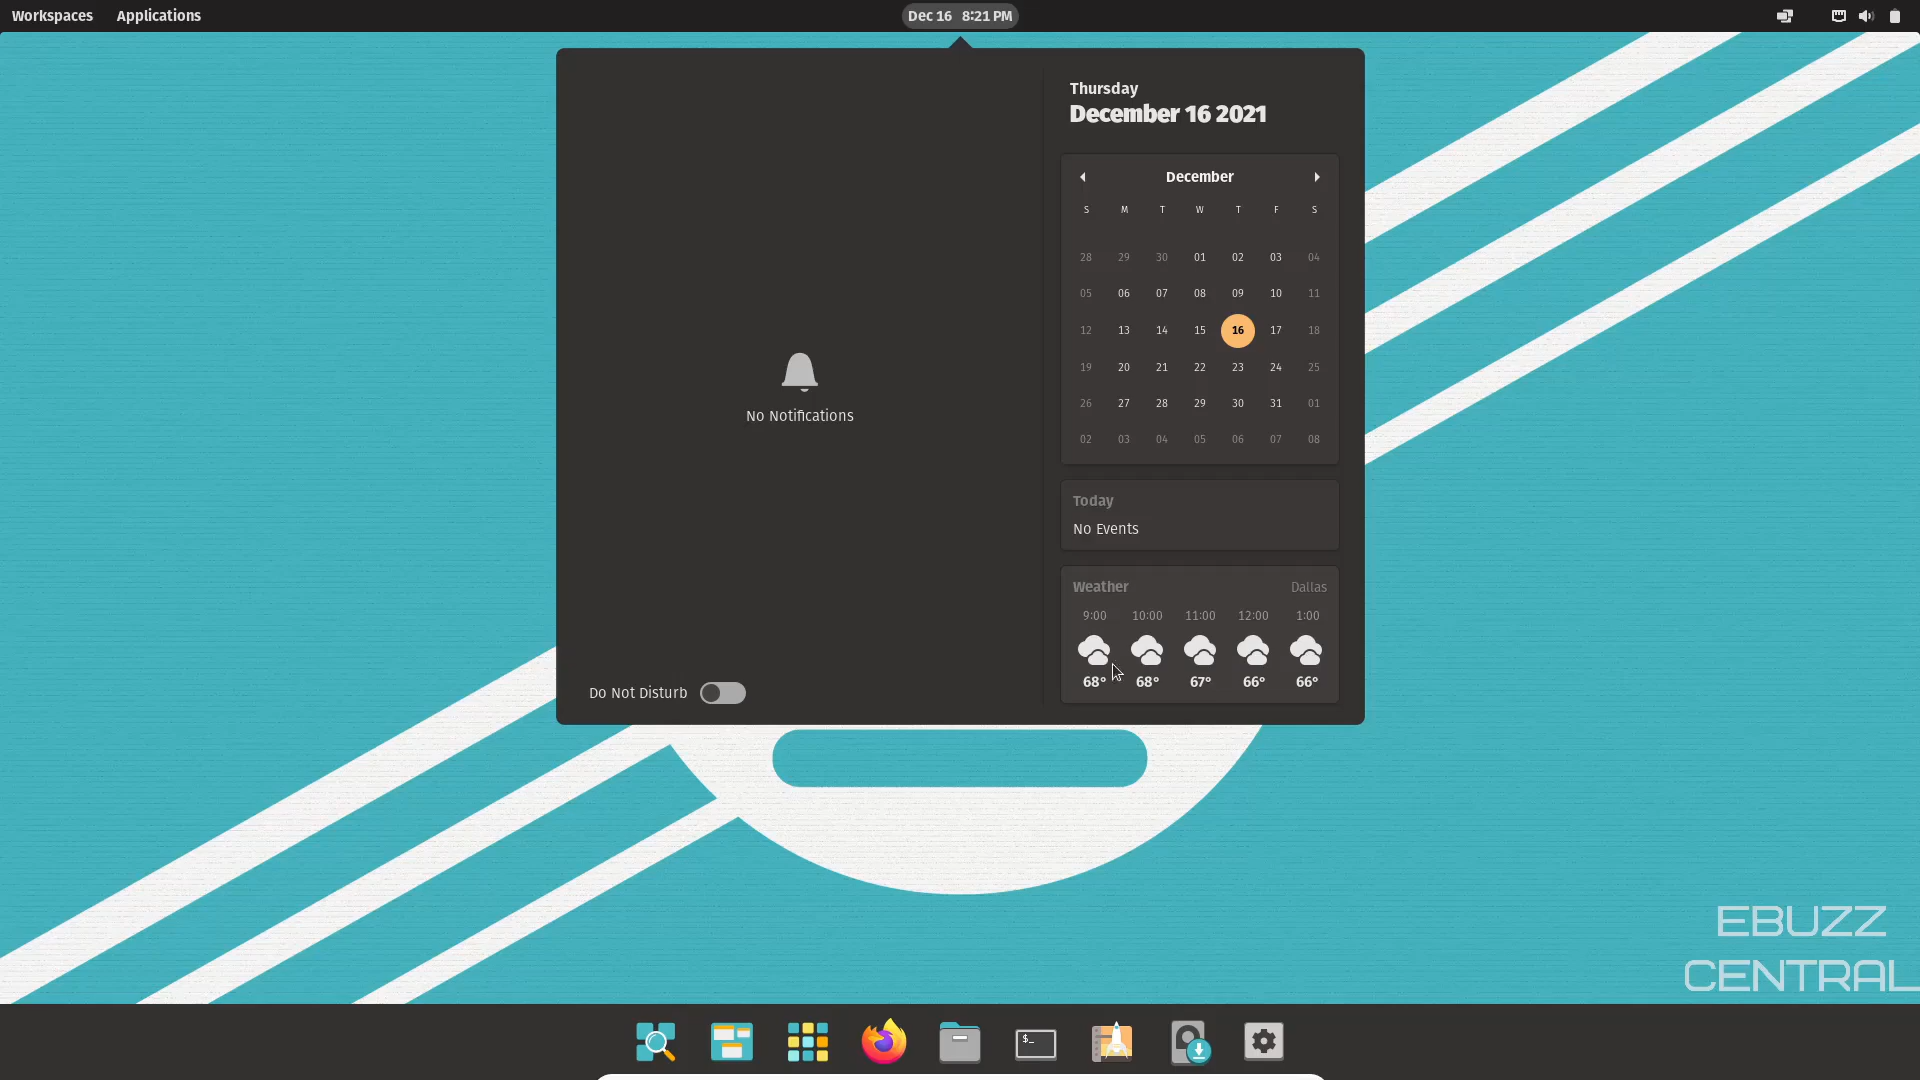 Workspaces Applications Dec 16 8:21 PM
Thursday
December 16 2021
December
S M T W T F S
28 29 30 01 02 03 04
05 06 07 08 09 10 11
12 13 14 15 16 17 18
19 20 21 22 23 24 25
26 27 28 29 30 31 01
02 03 04 05 06 07 08
No Notifications
Today
No Events
Weather Dallas
9:00 10:00 11:00 12:00 1:00
68° 68° 67° 66° 66°
Do Not Disturb
EBUZZ
CENTRAL
$_